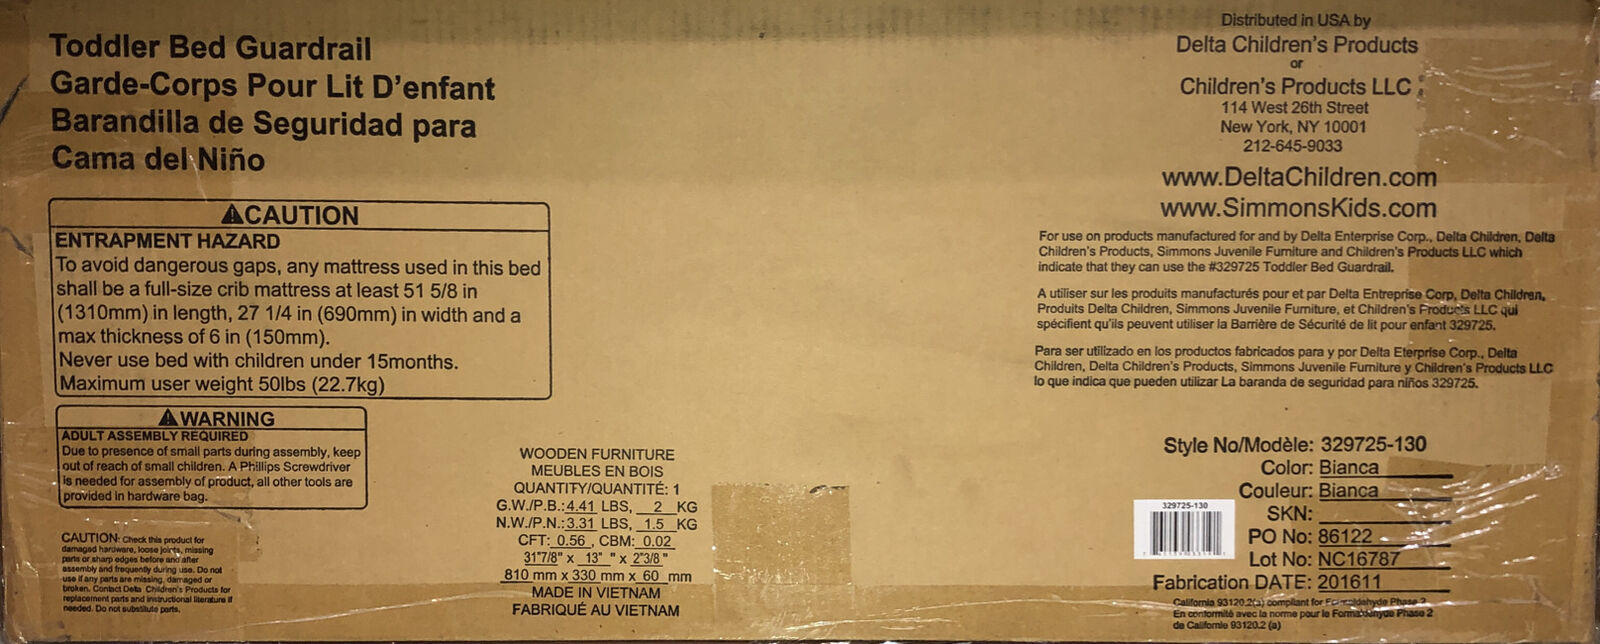 Toddler Bed Guardrail
Garde-Corps Pour Lit D'enfant
Barandilla de Seguridad para
Cama del Niño
⚠CAUTION
ENTRAPMENT HAZARD
To avoid dangerous gaps, any mattress used in this bed
shall be a full-size crib mattress at least 51 5/8 in
(1310mm) in length, 27 1/4 in (690mm) in width and a
max thickness of 6 in (150mm).
Never use bed with children under 15months.
Maximum user weight 50lbs (22.7kg)
⚠WARNING
ADULT ASSEMBLY REQUIRED
Due to presence of small parts during assembly, keep
out of reach of small children. A Phillips Screwdriver
is needed for assembly of product, all other tools are
provided in hardware bag.
CAUTION: Check this product for
damaged hardware, loose joints, missing
parts or sharp edges before and after
assembly and frequently during use. Do not
use if any parts are missing, damaged or
broken. Contact Delta Children's Products for
replacement parts and instructional literature if
needed. Do not substitute parts.
WOODEN FURNITURE
MEUBLES EN BOIS
QUANTITY/QUANTITÉ: 1
G.W./P.B.:4.41 LBS, 2 KG
N.W./P.N.:3.31 LBS, 1.5 KG
CFT: 0.56 , CBM: 0.02
31"7/8" x 13" " x 2"3/8 "
810 mm x 330 mm x 60 mm
MADE IN VIETNAM
FABRIQUÉ AU VIETNAM
Distributed in USA by
Delta Children's Products
or
Children's Products LLC
114 West 26th Street
New York, NY 10001
212-645-9033
www.DeltaChildren.com
www.SimmonsKids.com
For use on products manufactured for and by Delta Enterprise Corp., Delta Children, Delta
Children's Products, Simmons Juvenile Furniture and Children's Products LLC which
indicate that they can use the #329725 Toddler Bed Guardrail.
A utiliser sur les produits manufacturés pour et par Delta Entreprise Corp, Delta Children,
Produits Delta Children, Simmons Juvenile Furniture, et Children's Products LLC qui
spécifient qu'ils peuvent utiliser la Barrière de Sécurité de lit pour enfant 329725.
Para ser utilizado en los productos fabricados para y por Delta Eterprise Corp., Delta
Children, Delta Children's Products, Simmons Juvenile Furniture y Children's Products LLC
lo que indica que pueden utilizar La baranda de seguridad para niños 329725.
Style No/Modèle: 329725-130
Color: Bianca
Couleur: Bianca
SKN:
PO No: 86122
Lot No: NC16787
Fabrication DATE: 201611
329725-130
California 93120.2(a) compliant for Formaldehyde Phase 2
En conformité avec la norme pour le Formaldehyde Phase 2
de Californie 93120.2 (a)